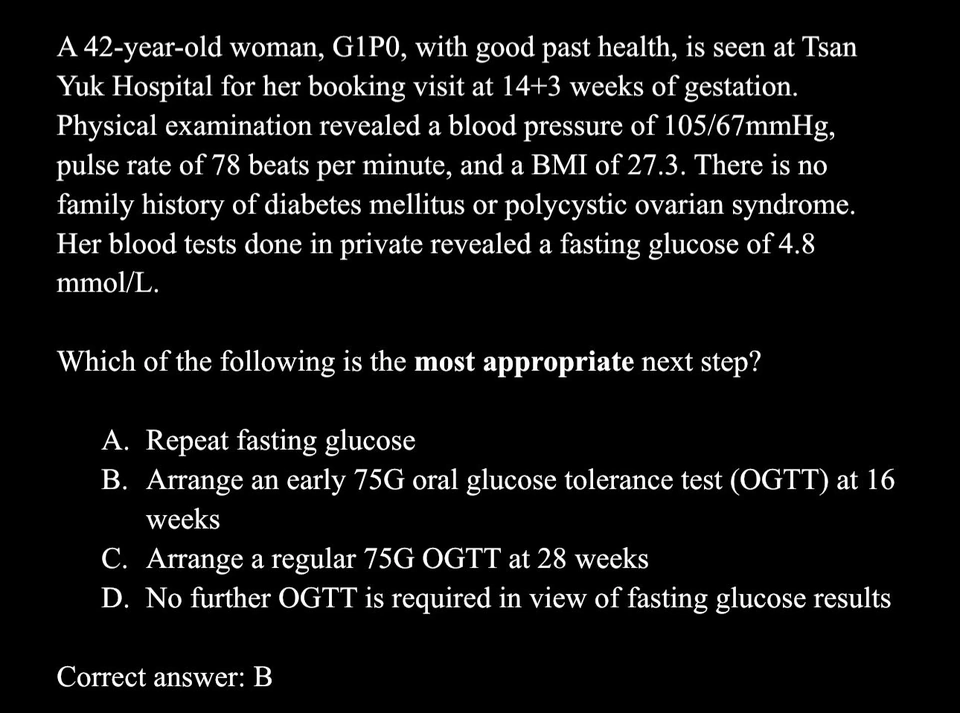 A 42-year-old woman, G1P0, with good past health, is seen at Tsan
Yuk Hospital for her booking visit at 14+3 weeks of gestation.
Physical examination revealed a blood pressure of 105/67mmHg,
pulse rate of 78 beats per minute, and a BMI of 27.3. There is no
family history of diabetes mellitus or polycystic ovarian syndrome.
Her blood tests done in private revealed a fasting glucose of 4.8
mmol/L.
Which of the following is the most appropriate next step?
A. Repeat fasting glucose
B. Arrange an early 75G oral glucose tolerance test (OGTT) at 16
weeks
C. Arrange a regular 75G OGTT at 28 weeks
D. No further OGTT is required in view of fasting glucose results
Correct answer: B